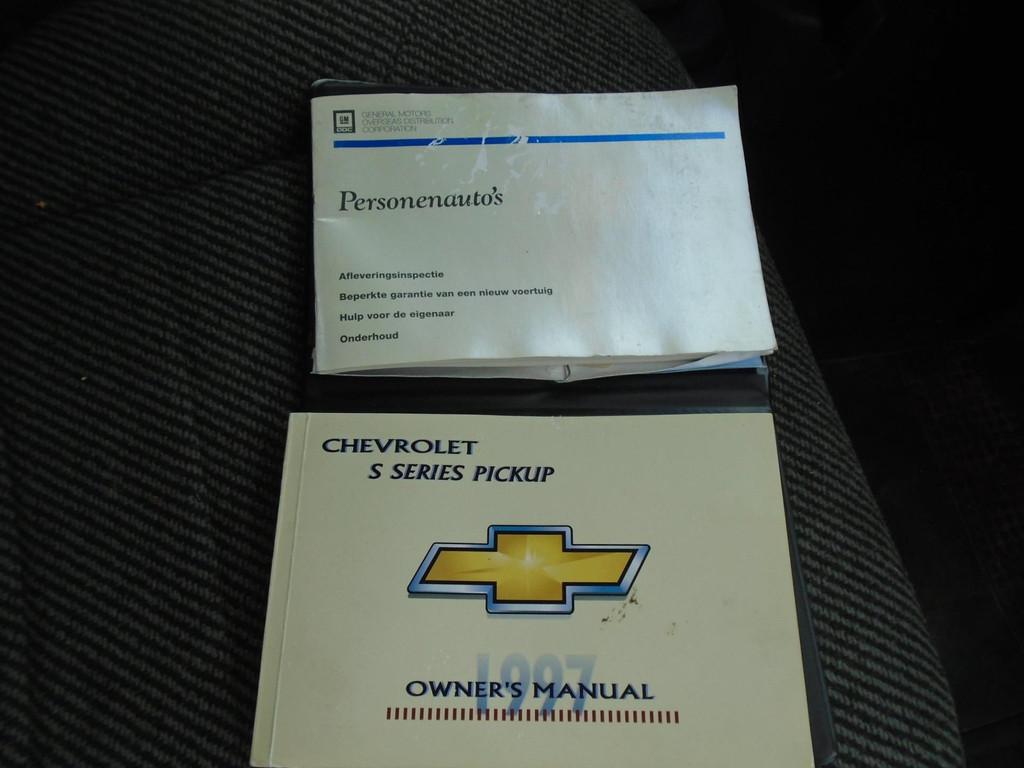 GM
ODC
GENERAL MOTORS
OVERSEAS DISTRIBUTION
CORPORATION
Personenauto's
Afleveringsinspectie
Beperkte garantie van een nieuw voertuig
Hulp voor de eigenaar
Onderhoud
CHEVROLET
S SERIES PICKUP
1997
OWNER'S MANUAL